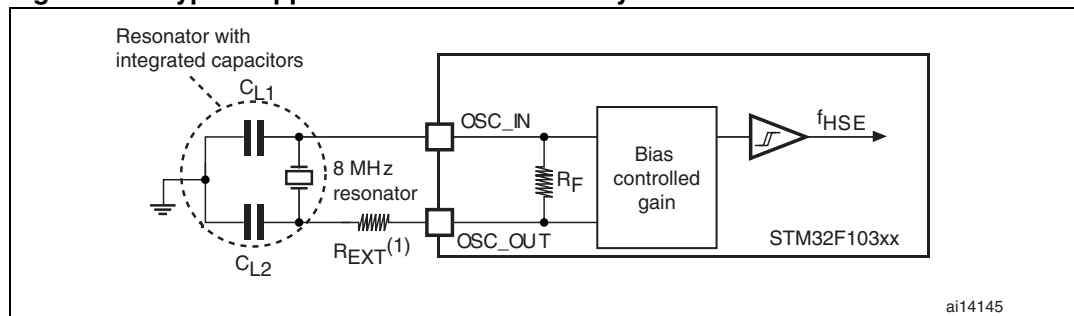 Resonator with
integrated capacitors
CL1
OSC_IN
fHSE
8 MHz
resonator
RF
Bias
controlled
gain
OSC_OUT
STM32F103xx
REXT(1)
CL2
ai14145